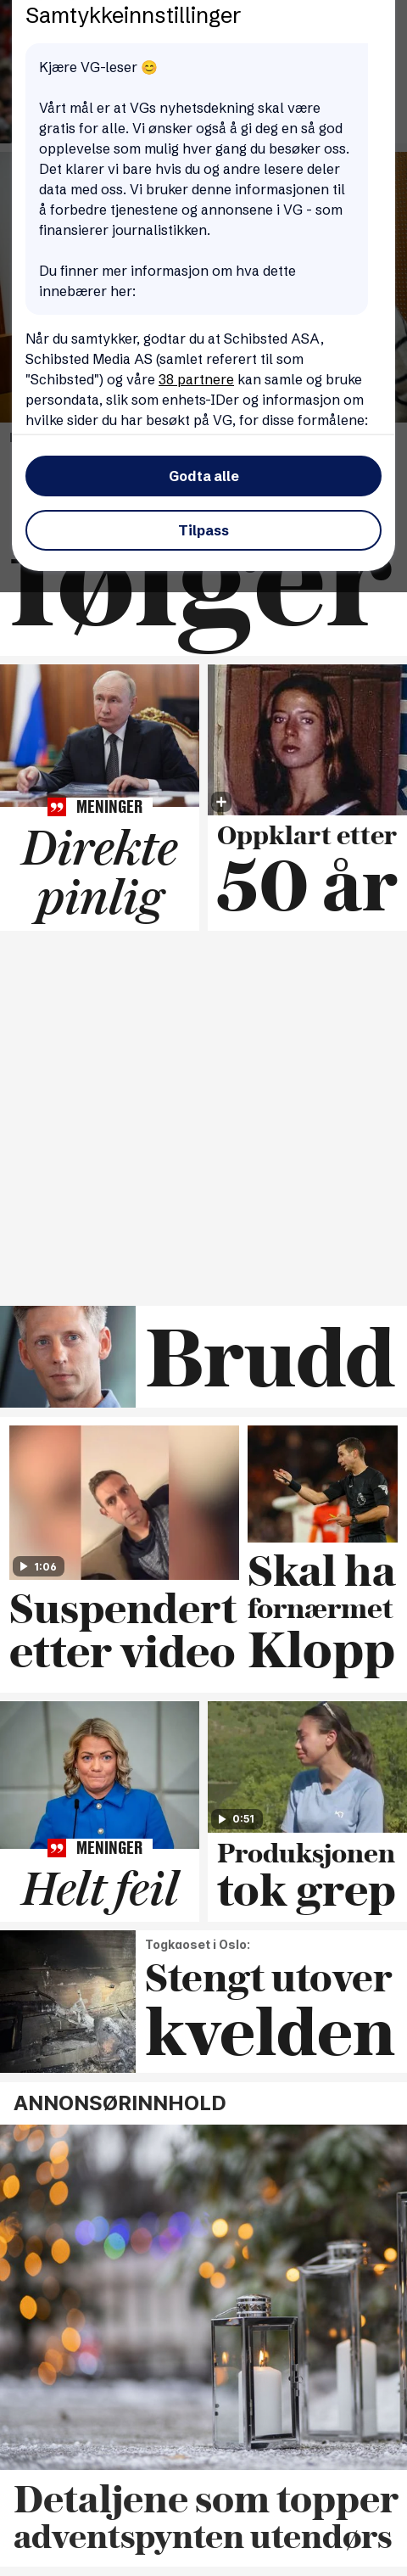 Samtykkeinnstillinger
Kjære VG-leser 😊
Vårt mål er at VGs nyhetsdekning skal være
gratis for alle. Vi ønsker også å gi deg en så god
opplevelse som mulig hver gang du besøker oss.
Det klarer vi bare hvis du og andre lesere deler
data med oss. Vi bruker denne informasjonen til
å forbedre tjenestene og annonsene i VG - som
finansierer journalistikken.
Du finner mer informasjon om hva dette
innebærer her:
Når du samtykker, godtar du at Schibsted ASA,
Schibsted Media AS (samlet referert til som
"Schibsted") og våre 38 partnere kan samle og bruke
persondata, slik som enhets-IDer og informasjon om
hvilke sider du har besøkt på VG, for disse formålene:
Godta alle
Tilpass
følger
MENINGER
Direkte
pinlig
Oppklart etter
50 år
Brudd
1:06
Suspendert
etter video
Skal ha
fornærmet
Klopp
MENINGER
Helt feil
0:51
Produksjonen
tok grep
Togkaoset i Oslo:
Stengt utover
kvelden
ANNONSØRINNHOLD
Detaljene som topper
adventspynten utendørs